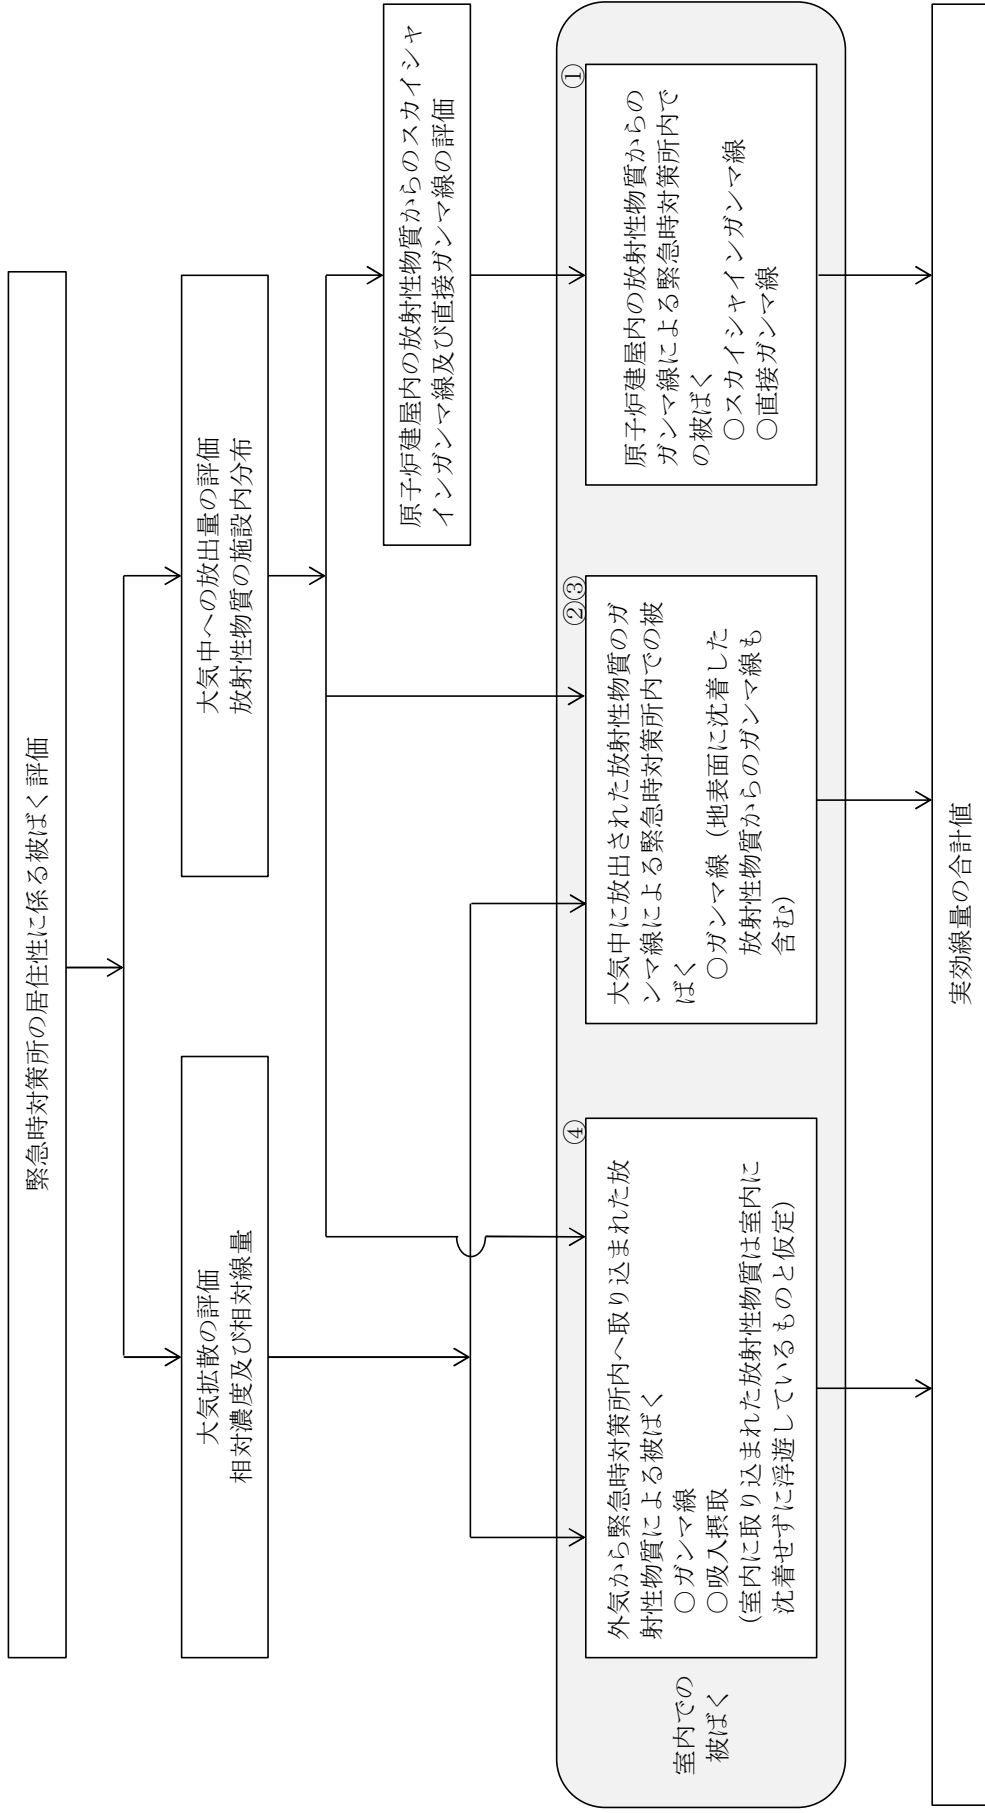 緊急時対策所の居住性に係る被ばく評価
大気拡散の評価
相対濃度及び相対線量
大気中への放出量の評価
放射性物質の施設内分布
原子炉建屋内の放射性物質からのスカイシャ
インガンマ線及び直接ガンマ線の評価
室内での
被ばく
④
外気から緊急時対策所内へ取り込まれた放
射性物質による被ばく
○ガンマ線
○吸入摂取
(室内に取り込まれた放射性物質は室内に
沈着せずに浮遊しているものと仮定)
②③
大気中に放出された放射性物質のガ
ンマ線による緊急時対策所内での被
ばく
○ガンマ線（地表面に沈着した
放射性物質からのガンマ線も
含む)
①
原子炉建屋内の放射性物質からの
ガンマ線による緊急時対策所内で
の被ばく
○スカイシャインガンマ線
○直接ガンマ線
実効線量の合計値